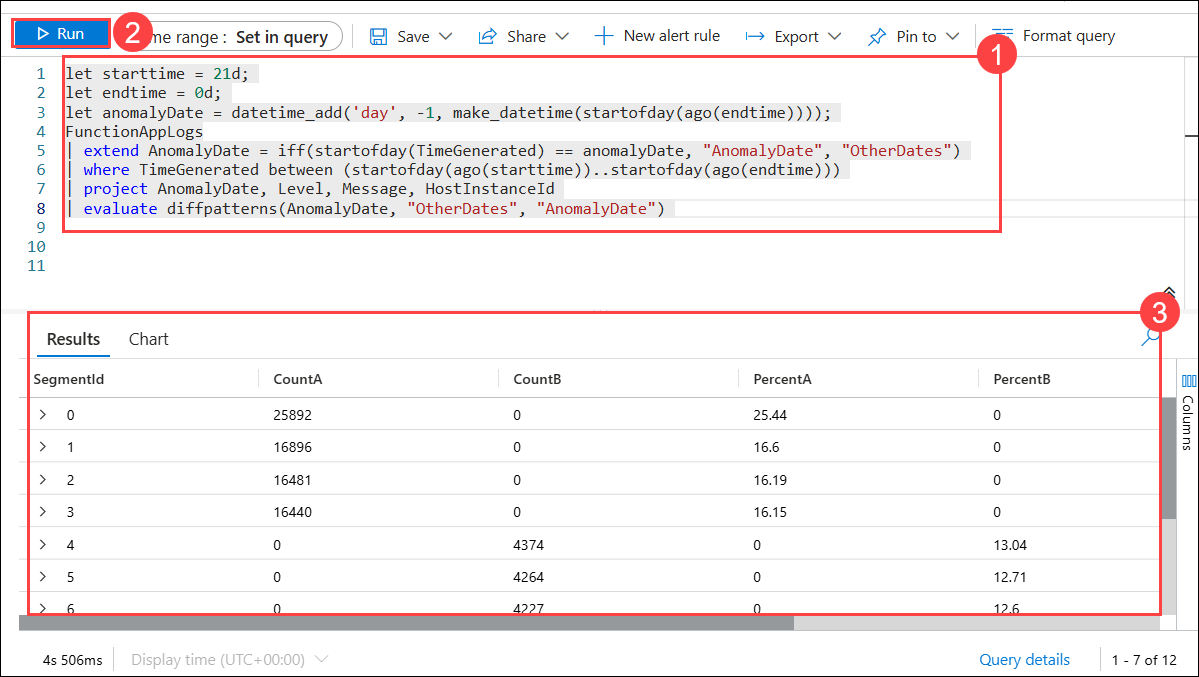 Run
2
me range : Set in query
Save
Share
New alert rule
Export
Pin to
Format query
1
1 let starttime = 21d;
2 let endtime = 0d;
3 let anomalyDate = datetime_add('day', -1, make_datetime(startofday(ago(endtime))));
4 FunctionAppLogs
5 | extend AnomalyDate = iff(startofday(TimeGenerated) == anomalyDate, "AnomalyDate", "OtherDates")
6 | where TimeGenerated between (startofday(ago(starttime))..startofday(ago(endtime)))
7 | project AnomalyDate, Level, Message, HostInstanceId
8 | evaluate diffpatterns(AnomalyDate, "OtherDates", "AnomalyDate")
9
10
11
3
Results Chart
SegmentId CountA CountB PercentA PercentB
0 25892 0 25.44 0
1 16896 0 16.6 0
2 16481 0 16.19 0
3 16440 0 16.15 0
4 0 4374 0 13.04
5 0 4264 0 12.71
6 0 4227 0 12.6
Columns
4s 506ms Display time (UTC+00:00) Query details 1 - 7 of 12